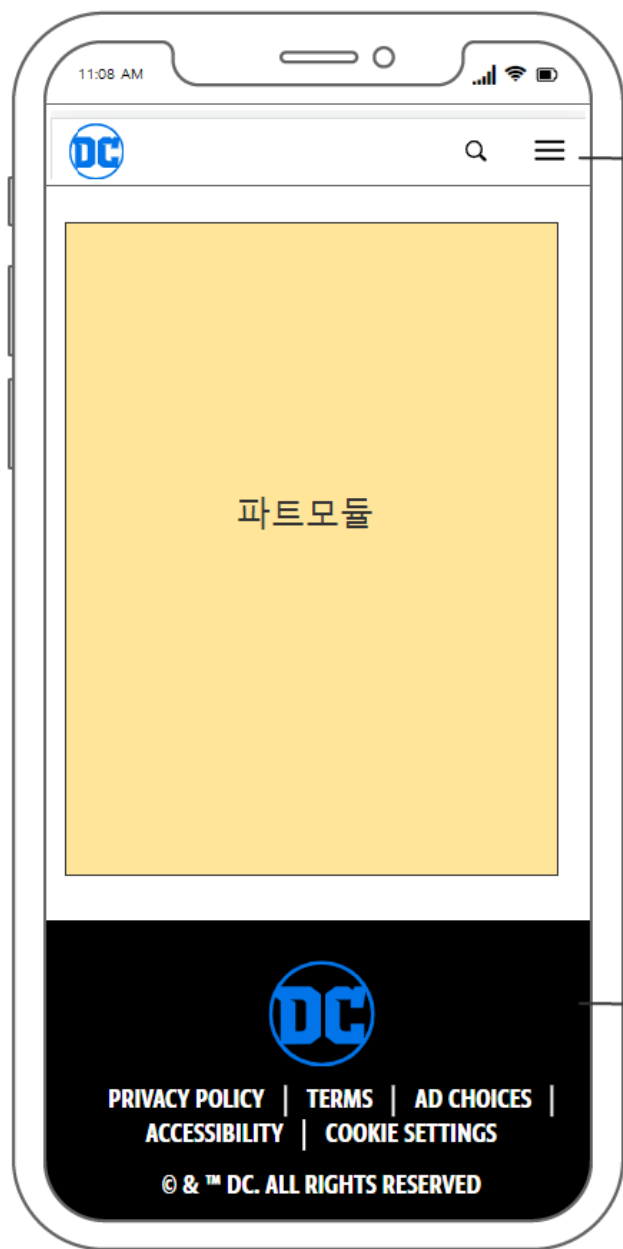 11:08 AM
DC
파트모듈
DC
PRIVACY POLICY | TERMS | AD CHOICES |
ACCESSIBILITY | COOKIE SETTINGS
© & ™ DC. ALL RIGHTS RESERVED